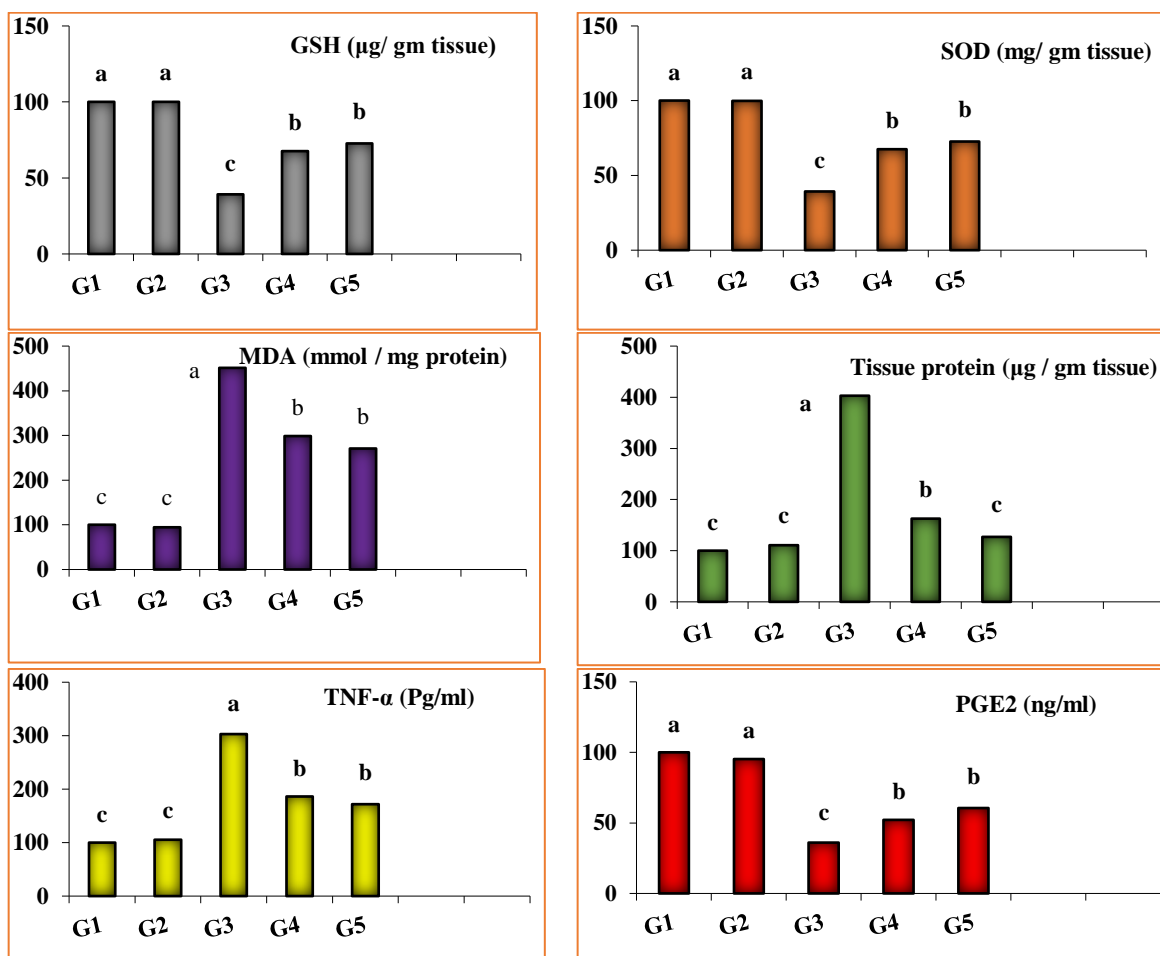 GSH (µg/ gm tissue)
150
100
50
0
a a c b b
G1 G2 G3 G4 G5
SOD (mg/ gm tissue)
150
100
50
0
a a c b b
G1 G2 G3 G4 G5
MDA (mmol / mg protein)
500
400
300
200
100
0
c c a b b
G1 G2 G3 G4 G5
Tissue protein (µg / gm tissue)
500
400
300
200
100
0
c c a b c
G1 G2 G3 G4 G5
TNF-α (Pg/ml)
400
300
200
100
0
c c a b b
G1 G2 G3 G4 G5
PGE2 (ng/ml)
150
100
50
0
a a c b b
G1 G2 G3 G4 G5